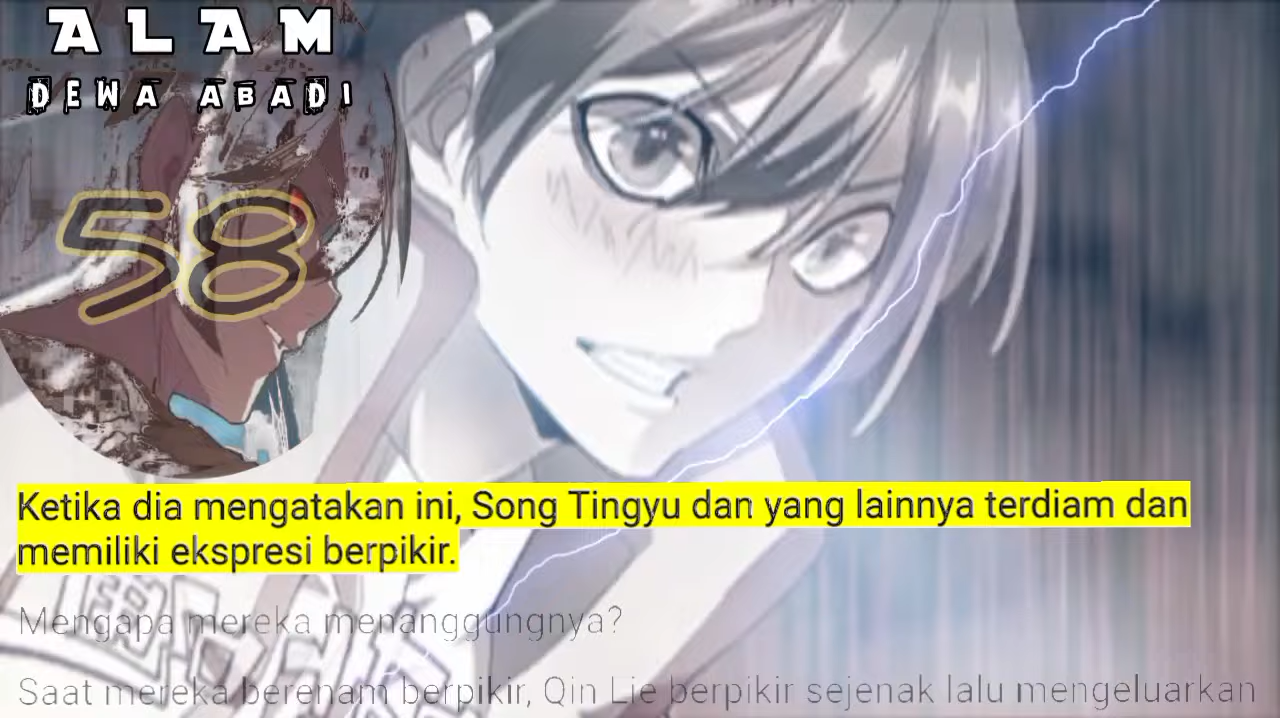 ALAM
DEWA ABADI
58
Ketika dia mengatakan ini, Song Tingyu dan yang lainnya terdiam dan
memiliki ekspresi berpikir.
Mengapa mereka menanggungnya?
Saat mereka berenam berpikir, Qin Lie berpikir sejenak lalu mengeluarkan